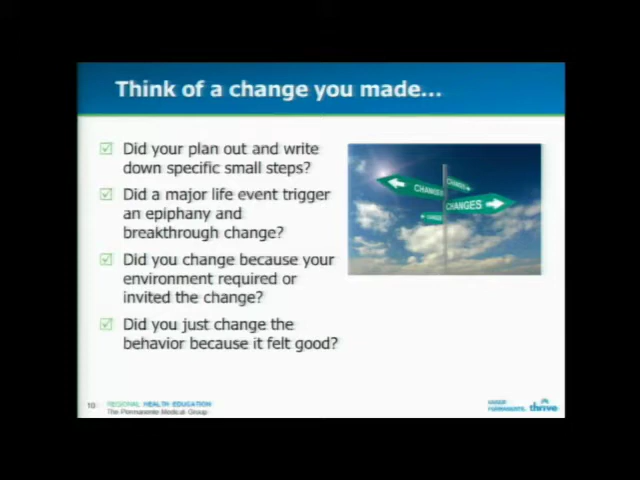 Think of a change you made...
Did your plan out and write
down specific small steps?
Did a major life event trigger
an epiphany and
breakthrough change?
Did you change because your
environment required or
invited the change?
Did you just change the
behavior because it felt good?
CHANGES
CHANGES
CHANGES
10
REGIONAL HEALTH EDUCATION
The Permanente Medical Group
KAISER
PERMANENTE. thrive